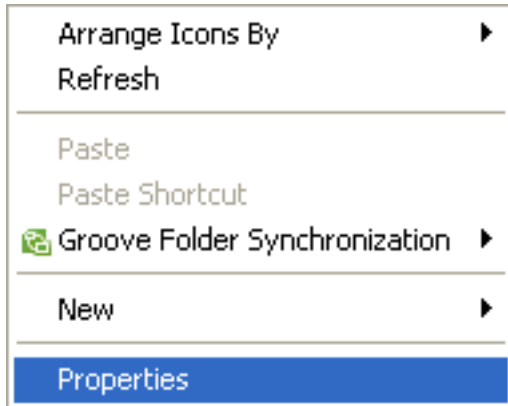 Arrange Icons By
Refresh
Paste
Paste Shortcut
Groove Folder Synchronization
New
Properties